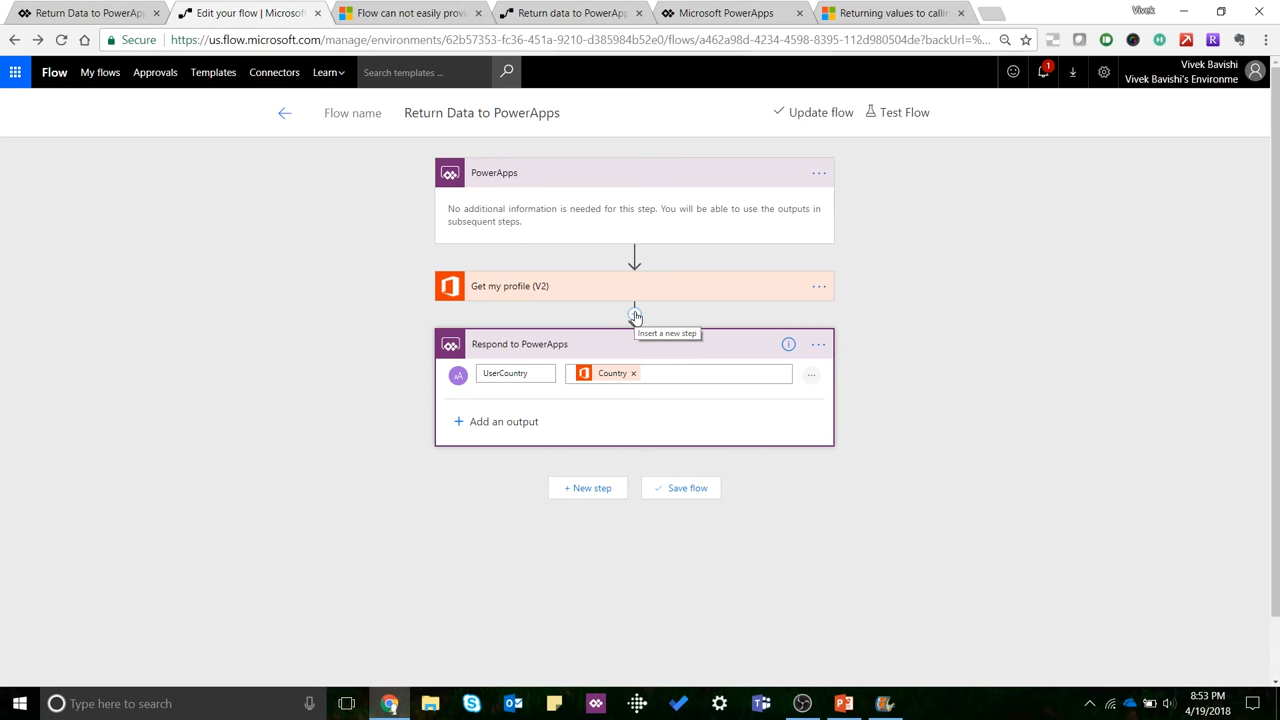 Vivek
Return Data to PowerA
Edit your flow | Microsof
Flow can not easily provi
Return data to PowerApp
Microsoft PowerApps
Returning values to callin
Secure
https://us.flow.microsoft.com/manage/environments/62b57353-fc36-451a-9210-d385984b52e0/flows/a462a98d-4234-4598-8395-112d980504de?backUrl=%...
Flow
My flows
Approvals
Templates
Connectors
Learn
Search templates ...
1
Vivek Bavishi
Vivek Bavishi's Environme
Flow name
Return Data to PowerApps
Update flow
Test Flow
PowerApps
No additional information is needed for this step. You will be able to use the outputs in
subsequent steps.
Get my profile (V2)
Insert a new step
Respond to PowerApps
UserCountry
Country
Add an output
+ New step
Save flow
Type here to search
8:53 PM
4/19/2018